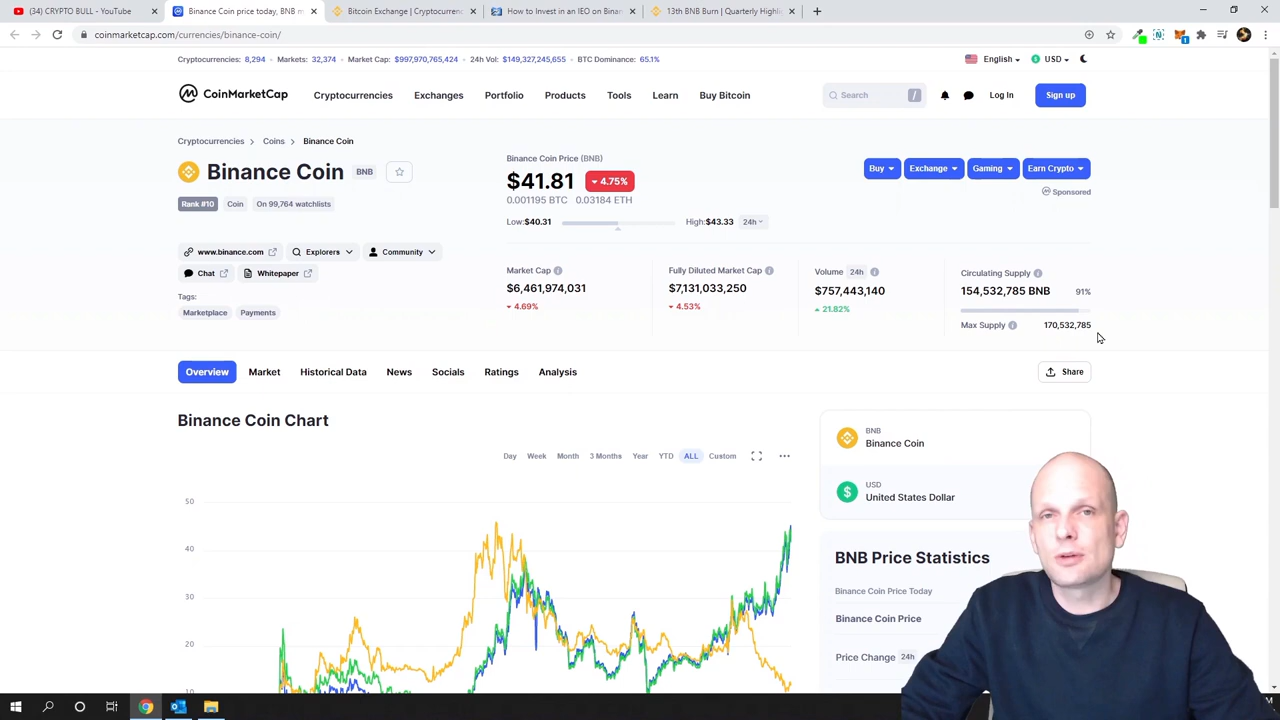 (34) CRYPTO BULL - YouTube
Binance Coin price today, BNB m
Bitcoin Exchange | Cryptocurrenc
How to Invest in an IEO on Binan
13th BNB Burn | Quarterly Highlig
coinmarketcap.com/currencies/binance-coin/
Cryptocurrencies: 8,294 Markets: 32,374 Market Cap: $997,970,765,424 24h Vol: $149,327,245,655 BTC Dominance: 65.1%
English
USD
CoinMarketCap
Cryptocurrencies Exchanges Portfolio Products Tools Learn Buy Bitcoin
Search /
Log In
Sign up
Cryptocurrencies > Coins > Binance Coin
Binance Coin BNB
Rank #10 Coin On 99,764 watchlists
www.binance.com Explorers Community
Chat Whitepaper
Tags:
Marketplace Payments
Binance Coin Price (BNB)
$41.81 4.75%
0.001195 BTC 0.03184 ETH
Low:$40.31 High:$43.33 24h
Buy Exchange Gaming Earn Crypto
Sponsored
Market Cap
$6,461,974,031
4.69%
Fully Diluted Market Cap
$7,131,033,250
4.53%
Volume 24h
$757,443,140
21.82%
Circulating Supply
154,532,785 BNB 91%
Max Supply 170,532,785
Overview Market Historical Data News Socials Ratings Analysis
Share
Binance Coin Chart
Day Week Month 3 Months Year YTD ALL Custom
50
40
30
20
10
BNB
Binance Coin
USD
United States Dollar
BNB Price Statistics
Binance Coin Price Today
Binance Coin Price
Price Change 24h